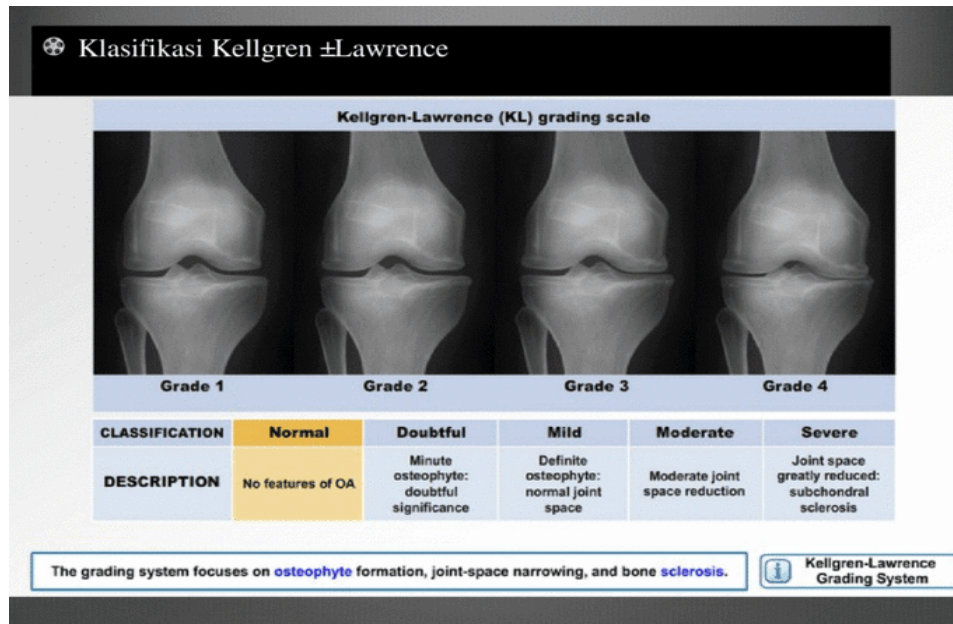 Klasifikasi Kellgren ±Lawrence
Kellgren-Lawrence (KL) grading scale
Grade 1 Grade 2 Grade 3 Grade 4
CLASSIFICATION Normal Doubtful Mild Moderate Severe
DESCRIPTION
No features of OA
Minute
osteophyte:
doubtful
significance
Definite
osteophyte:
normal joint
space
Moderate joint
space reduction
Joint space
greatly reduced:
subchondral
sclerosis
The grading system focuses on osteophyte formation, joint-space narrowing, and bone sclerosis.
i
Kellgren-Lawrence
Grading System